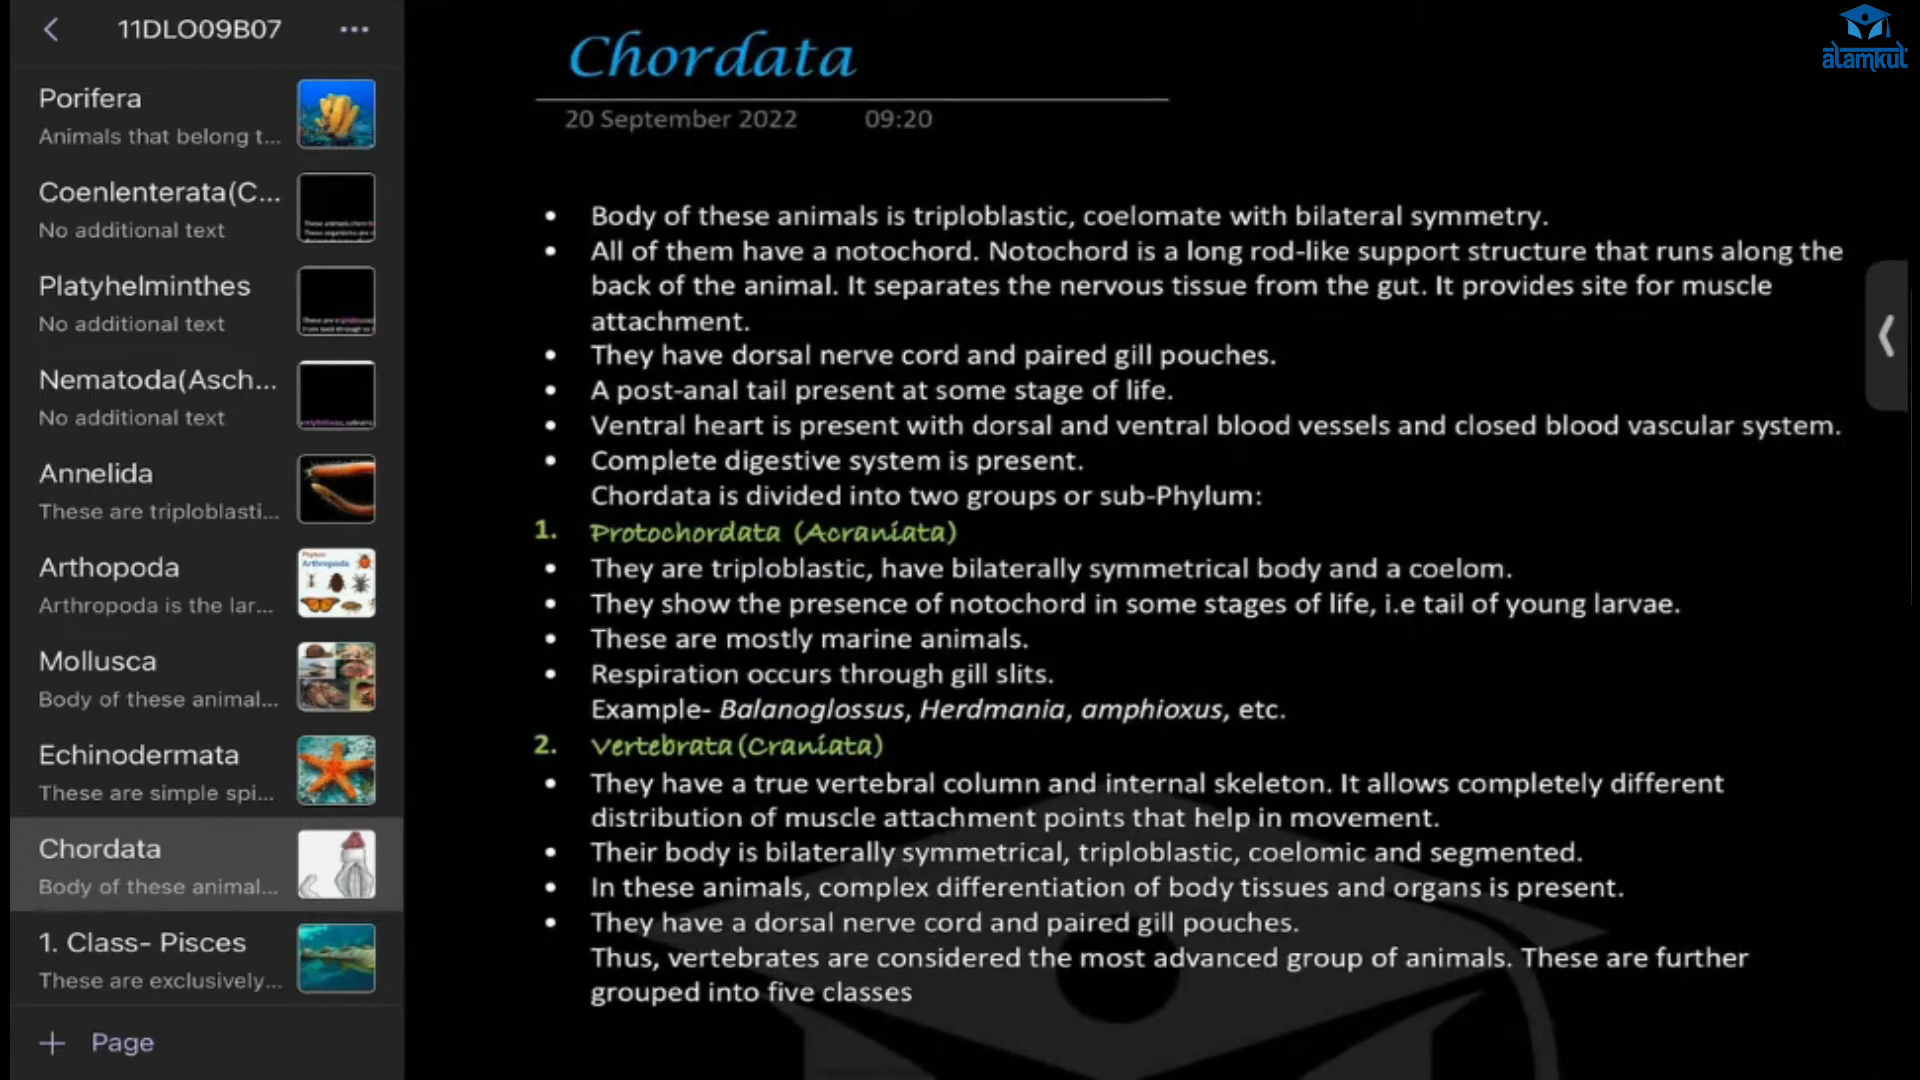 11DLO09B07
Porifera
Animals that belong t...
Coenlenterata(C...
No additional text
Platyhelminthes
No additional text
Nematoda(Asch...
No additional text
Annelida
These are triploblasti...
Arthopoda
Arthropoda is the lar...
Mollusca
Body of these animal...
Echinodermata
These are simple spi...
Chordata
Body of these animal...
1. Class- Pisces
These are exclusively...
+ Page
Chordata
20 September 2022 09:20
• Body of these animals is triploblastic, coelomate with bilateral symmetry.
• All of them have a notochord. Notochord is a long rod-like support structure that runs along the
back of the animal. It separates the nervous tissue from the gut. It provides site for muscle
attachment.
• They have dorsal nerve cord and paired gill pouches.
• A post-anal tail present at some stage of life.
• Ventral heart is present with dorsal and ventral blood vessels and closed blood vascular system.
• Complete digestive system is present.
Chordata is divided into two groups or sub-Phylum:
1. Protochordata (Acraniata)
• They are triploblastic, have bilaterally symmetrical body and a coelom.
• They show the presence of notochord in some stages of life, i.e tail of young larvae.
• These are mostly marine animals.
• Respiration occurs through gill slits.
Example- Balanoglossus, Herdmania, amphioxus, etc.
2. Vertebrata (Craniata)
• They have a true vertebral column and internal skeleton. It allows completely different
distribution of muscle attachment points that help in movement.
• Their body is bilaterally symmetrical, triploblastic, coelomic and segmented.
• In these animals, complex differentiation of body tissues and organs is present.
• They have a dorsal nerve cord and paired gill pouches.
Thus, vertebrates are considered the most advanced group of animals. These are further
grouped into five classes
alamkul